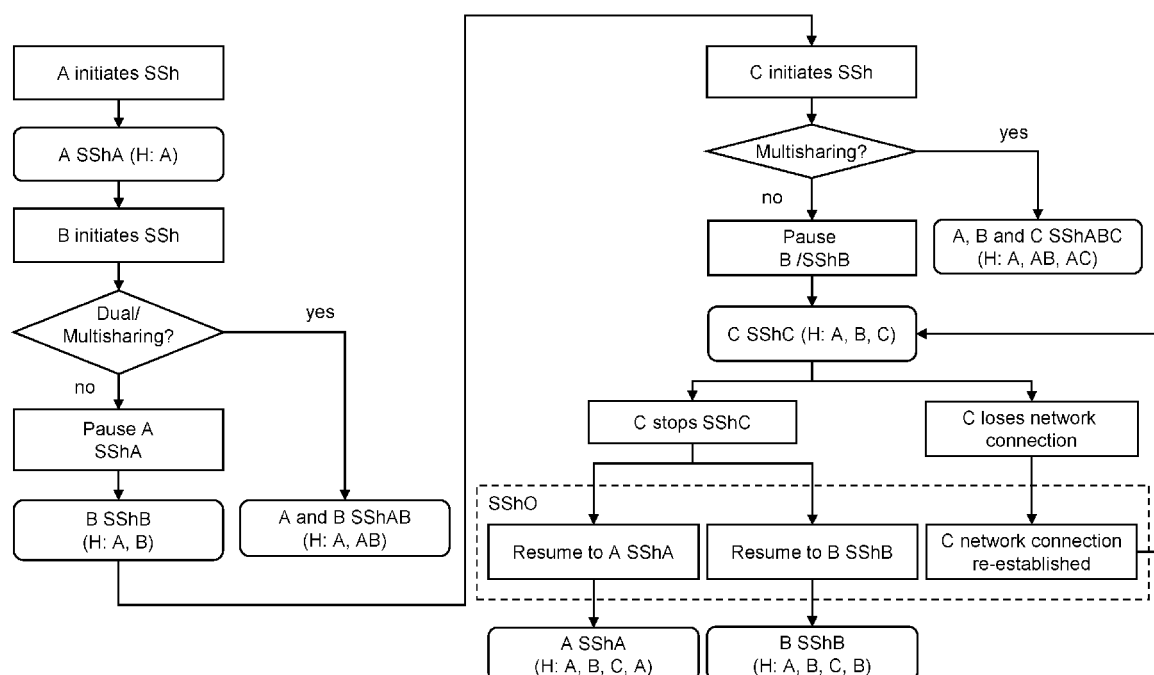 A initiates SSh
A SShA (H: A)
B initiates SSh
Dual/
Multisharing?
yes
no
Pause A
SShA
B SShB
(H: A, B)
A and B SShAB
(H: A, AB)
C initiates SSh
Multisharing?
yes
no
Pause
B /SShB
A, B and C SShABC
(H: A, AB, AC)
C SShC (H: A, B, C)
C stops SShC
C loses network
connection
SShO
Resume to A SShA
Resume to B SShB
C network connection
re-established
A SShA
(H: A, B, C, A)
B SShB
(H: A, B, C, B)